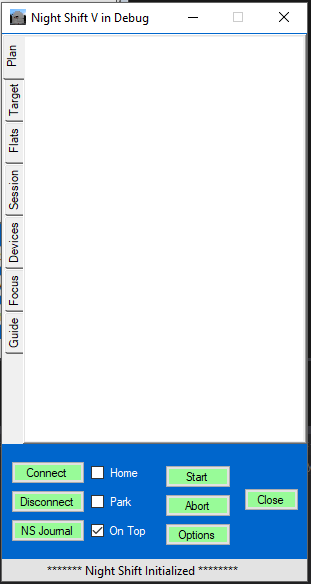 Night Shift V in Debug
Plan
Target
Flats
Session
Devices
Focus
Guide
Connect
Home
Start
Disconnect
Park
Abort
Close
NS Journal
On Top
Options
******* Night Shift Initialized ********